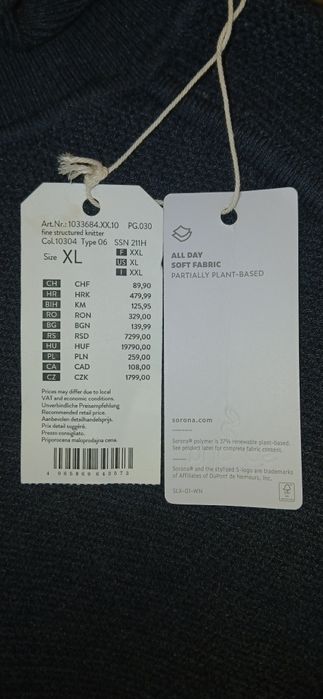 Art.Nr.: 1033684.XX.10 PG.030
fine structured knitter
Col.10304 Type 06 SSN 211H
Size XL
F XXL
US XL
I XXL
CH CHF 89,90
HR HRK 479,99
BIH KM 125,95
RO RON 329,00
BG BGN 139,99
RS RSD 7299,00
HU HUF 19790,00
PL PLN 259,00
CA CAD 108,00
CZ CZK 1799,00
Prices may differ due to local
VAT and economic conditions.
Unverbindliche Preisempfehlung
Recommended retail price.
Aanbevolen detailhandelsprijs.
Prix détail suggéré.
Presso consigliato.
Priporocena maloprodajna cena.
ALL DAY
SOFT FABRIC
PARTIALLY PLANT-BASED
sorona.com
Sorona® polymer is 37% renewable plant-based.
See product label for complete fabric content.
Sorona® and the stylized S-logo are trademarks
of Affiliates of DuPont de Nemours, Inc.
SLX-01-WN